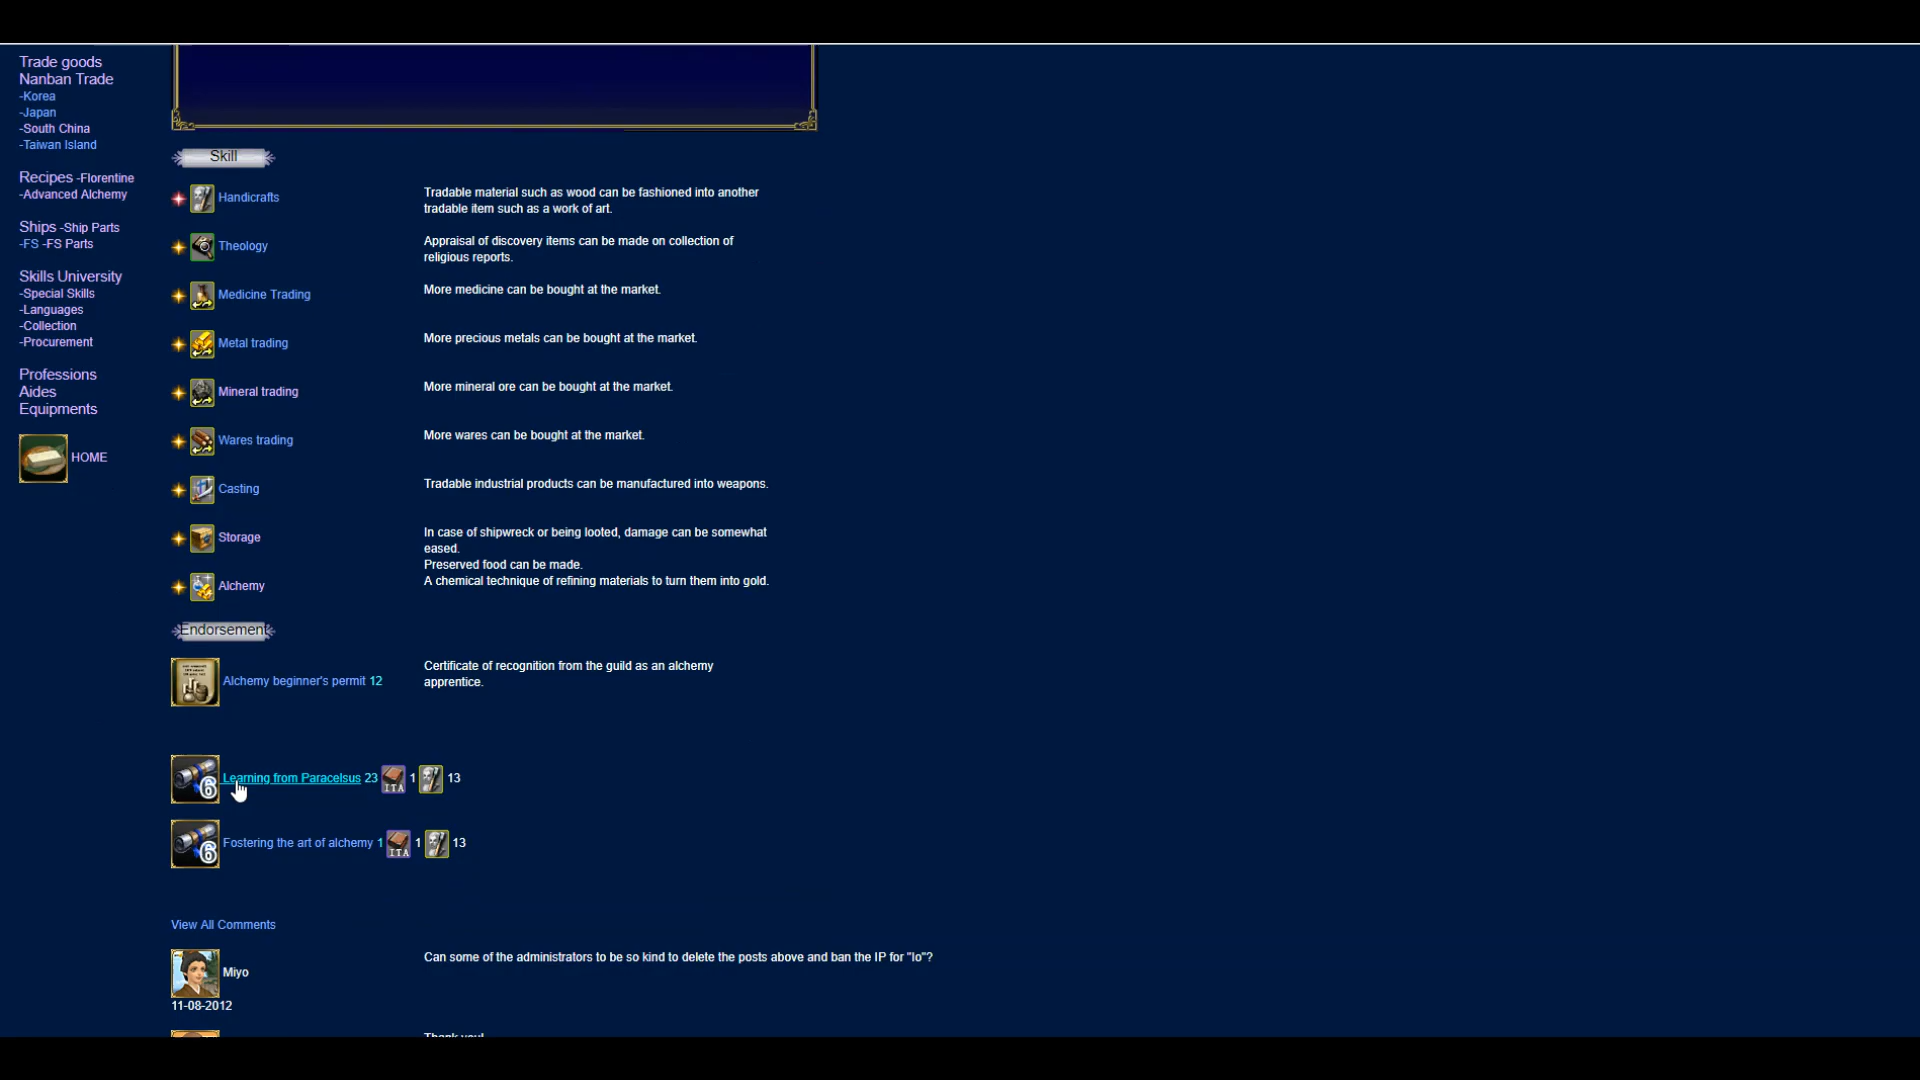 Trade goods
Nanban Trade
-Korea
-Japan
-South China
-Taiwan Island
Recipes -Florentine
-Advanced Alchemy
Ships -Ship Parts
-FS -FS Parts
Skills University
-Special Skills
-Languages
-Collection
-Procurement
Professions
Aides
Equipments
HOME
Skill
Handicrafts
Tradable material such as wood can be fashioned into another
tradable item such as a work of art.
Theology
Appraisal of discovery items can be made on collection of
religious reports.
Medicine Trading
More medicine can be bought at the market.
Metal trading
More precious metals can be bought at the market.
Mineral trading
More mineral ore can be bought at the market.
Wares trading
More wares can be bought at the market.
Casting
Tradable industrial products can be manufactured into weapons.
Storage
In case of shipwreck or being looted, damage can be somewhat
eased.
Preserved food can be made.
Alchemy
A chemical technique of refining materials to turn them into gold.
Endorsement
Alchemy beginner's permit 12
Certificate of recognition from the guild as an alchemy
apprentice.
6 Learning from Paracelsus 23 ITA 1 13
6 Fostering the art of alchemy 1 ITA 1 13
View All Comments
Miyo
11-08-2012
Can some of the administrators to be so kind to delete the posts above and ban the IP for "lo"?
Thank you!